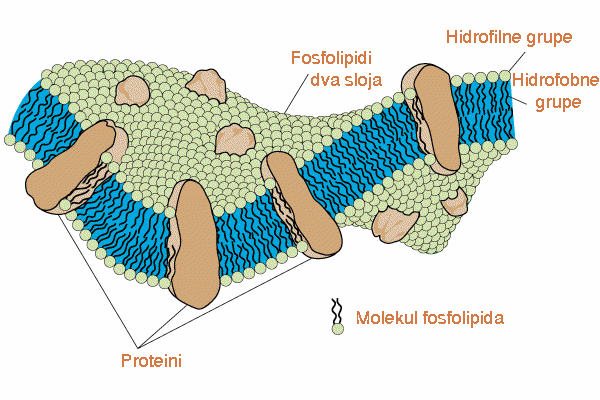 Hidrofilne grupe
Fosfolipidi
dva sloja
Hidrofobne
grupe
Molekul fosfolipida
Proteini